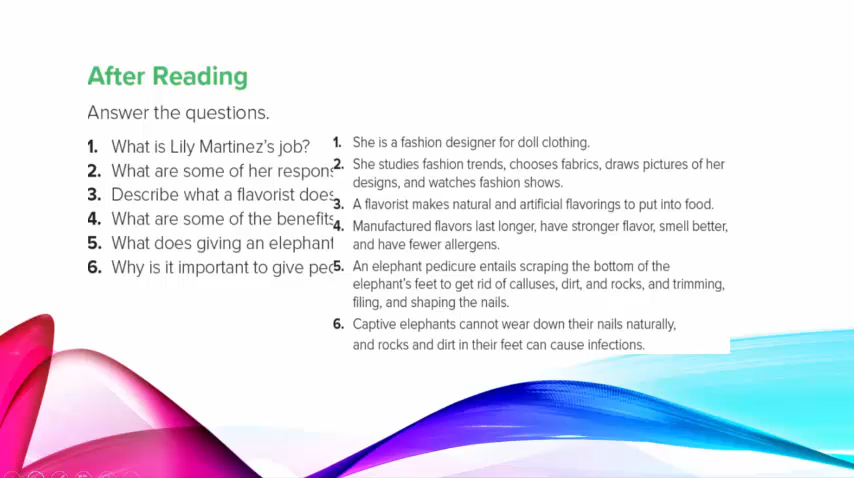 After Reading
Answer the questions.
1. What is Lily Martinez's job?
2. What are some of her respons
3. Describe what a flavorist does
4. What are some of the benefits
5. What does giving an elephant
6. Why is it important to give ped
1. She is a fashion designer for doll clothing.
2. She studies fashion trends, chooses fabrics, draws pictures of her
designs, and watches fashion shows.
3. A flavorist makes natural and artificial flavorings to put into food.
4. Manufactured flavors last longer, have stronger flavor, smell better,
and have fewer allergens.
5. An elephant pedicure entails scraping the bottom of the
elephant's feet to get rid of calluses, dirt, and rocks, and trimming,
filing, and shaping the nails.
6. Captive elephants cannot wear down their nails naturally,
and rocks and dirt in their feet can cause infections.